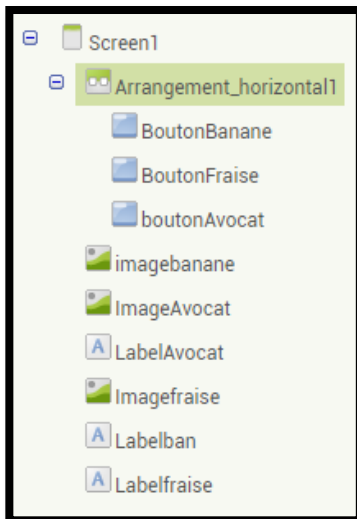 Screen1
Arrangement_horizontal1
BoutonBanane
BoutonFraise
boutonAvocat
imagebanane
ImageAvocat
A LabelAvocat
Imagefraise
A Labelban
A Labelfraise